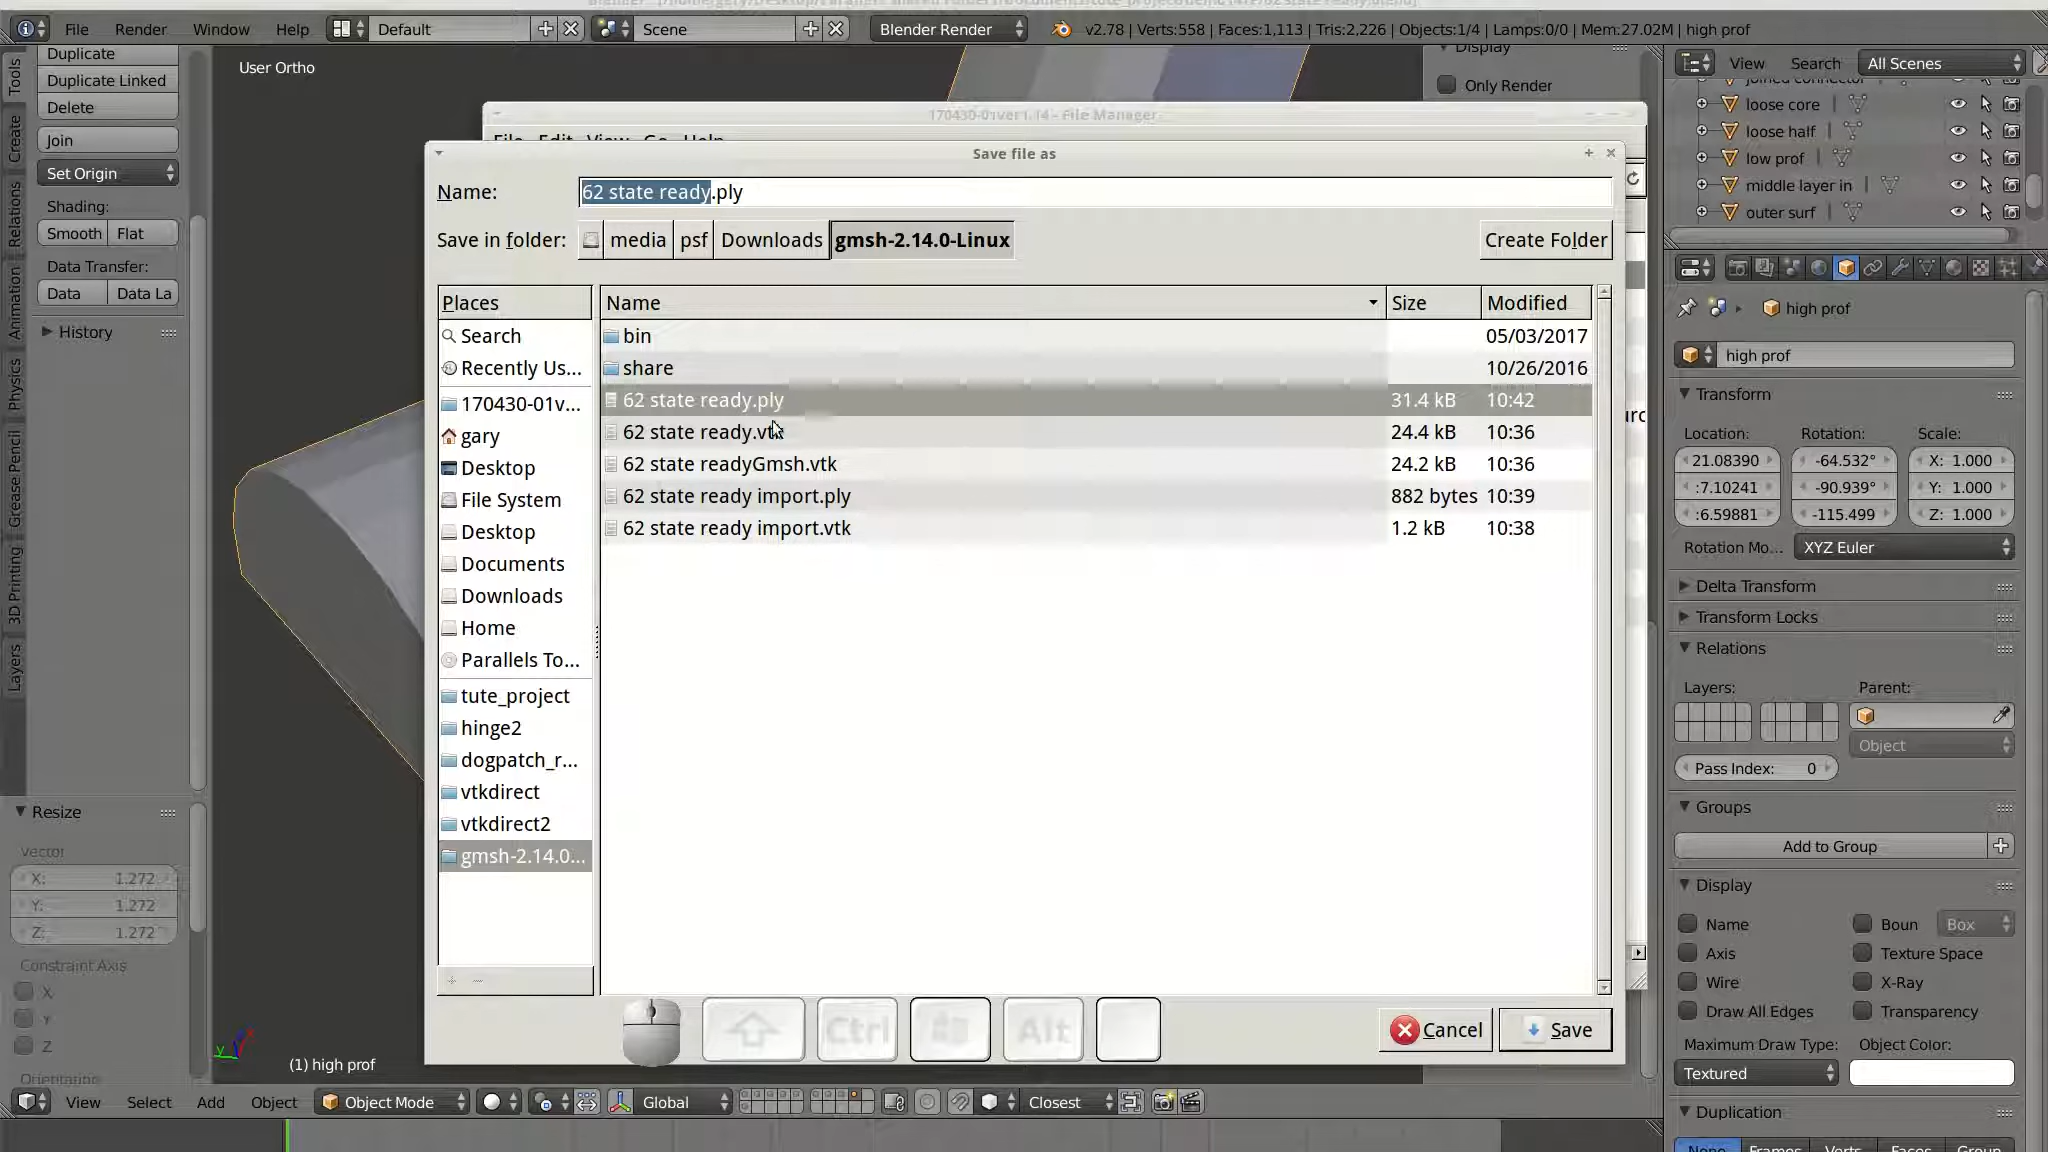 File Render Window Help Default Scene Blender Render v2.78 | Verts:558 | Faces:1,113 | Tris:2,226 | Objects:1/4 | Lamps:0/0 | Mem:27.02M | high prof
Tools
Create
Relations
Animation
Physics
Grease Pencil
3D Printing
Layers
Duplicate
Duplicate Linked
Delete
Join
Set Origin
Shading:
Smooth Flat
Data Transfer:
Data Data La
History
Resize
Vector
X: 1.272
Y: 1.272
Z: 1.272
Constraint Axis
X
Y
Z
Orientation
User Ortho
(1) high prof
170430-01ver1.14 - File Manager
File Edit View Go Help
Save file as
Name: 62 state ready.ply
Save in folder: media psf Downloads gmsh-2.14.0-Linux Create Folder
Places
Search
Recently Us...
170430-01v...
gary
Desktop
File System
Desktop
Documents
Downloads
Home
Parallels To...
tute_project
hinge2
dogpatch_r...
vtkdirect
vtkdirect2
gmsh-2.14.0...
Name Size Modified
bin 05/03/2017
share 10/26/2016
62 state ready.ply 31.4 kB 10:42
62 state ready.vtk 24.4 kB 10:36
62 state readyGmsh.vtk 24.2 kB 10:36
62 state ready import.ply 882 bytes 10:39
62 state ready import.vtk 1.2 kB 10:38
Ctrl Alt
Cancel Save
Display
Only Render
View Search All Scenes
joined connector
loose core
loose half
low prof
middle layer in
outer surf
high prof
high prof
Transform
Location: Rotation: Scale:
21.08390 -64.532° X: 1.000
:7.10241 -90.939° Y: 1.000
:6.59881 -115.499 Z: 1.000
Rotation Mo... XYZ Euler
Delta Transform
Transform Locks
Relations
Layers: Parent:
Object
Pass Index: 0
Groups
Add to Group
Display
Name Boun Box
Axis Texture Space
Wire X-Ray
Draw All Edges Transparency
Maximum Draw Type: Object Color:
Textured
Duplication
None Frames Verts Faces Group
View Select Add Object Object Mode Global Closest
y